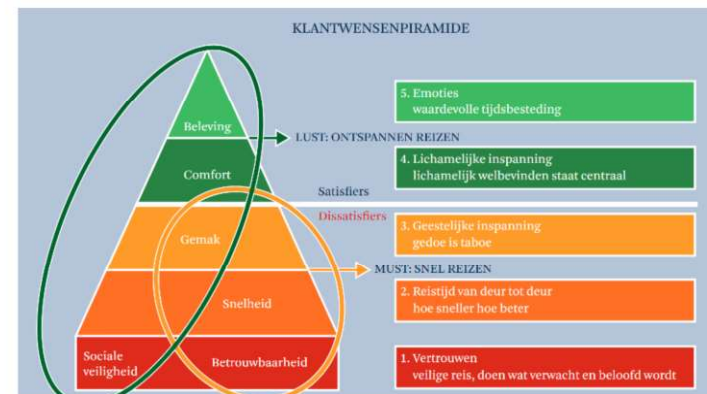 KLANTWENSENPIRAMIDE
Beleving
LUST: ONTSPANNEN REIZEN
Comfort
Satisfiers
Dissatisfiers
Gemak
MUST: SNEL REIZEN
Snelheid
Sociale
veiligheid
Betrouwbaarheid
5. Emoties
waardevolle tijdsbesteding
4. Lichamelijke inspanning
lichamelijk welbevinden staat centraal
3. Geestelijke inspanning
gedoe is taboe
2. Reistijd van deur tot deur
hoe sneller hoe beter
1. Vertrouwen
veilige reis, doen wat verwacht en beloofd wordt